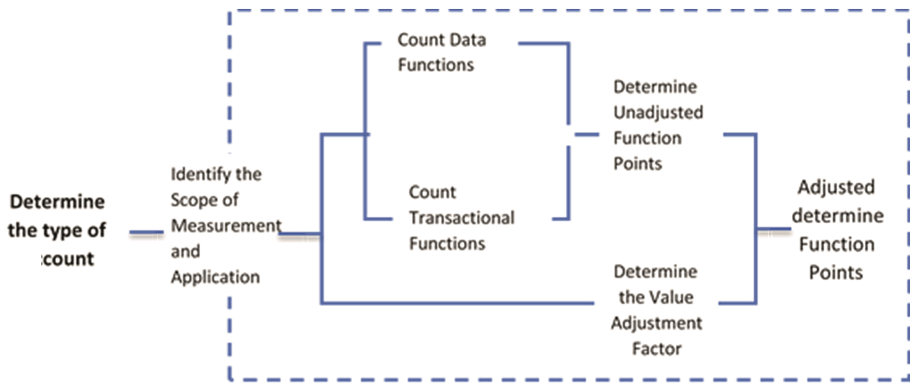 Determine
the type of
:count
Identify the
Scope of
Measurement
and
Application
Count Data
Functions
Count
Transactional
Functions
Determine
Unadjusted
Function
Points
Determine
the Value
Adjustment
Factor
Adjusted
determine
Function
Points